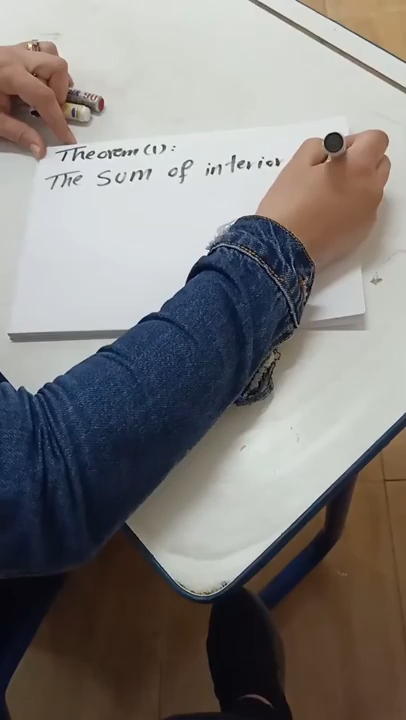 Theorem (1):
The Sum of interior